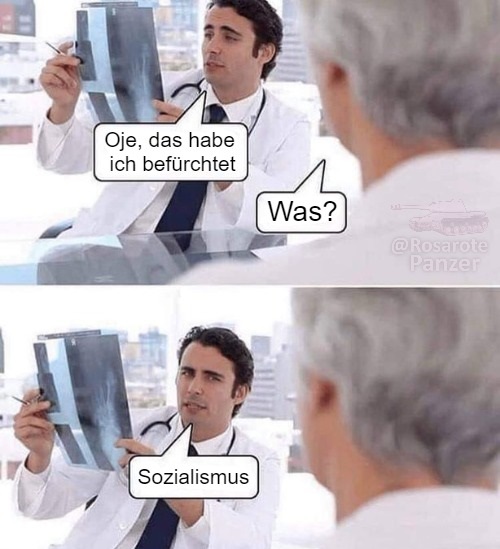 Oje, das habe
ich befürchtet
Was?
@Rosarote
Panzer
Sozialismus